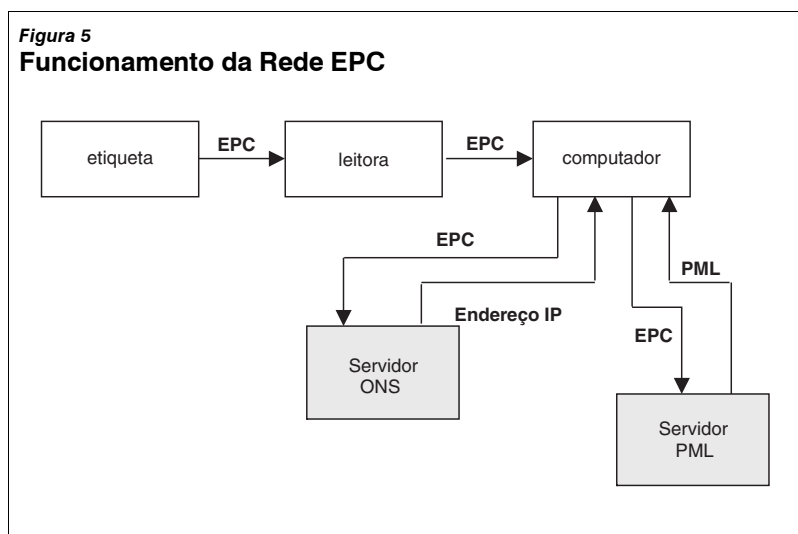 Figura 5
Funcionamento da Rede EPC
etiqueta
EPC
leitora
EPC
computador
EPC
PML
Endereço IP
EPC
Servidor
ONS
Servidor
PML